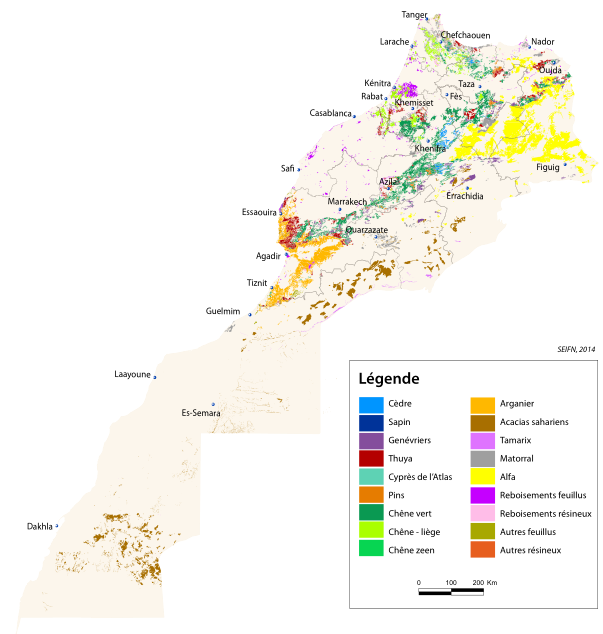 Tanger
Chefchaouen
Larache
Nador
Oujda
Kénitra
Taza
Rabat
Fès
Khemisset
Casablanca
Khenifra
Safi
Figuig
Azilal
Errachidia
Marrakech
Essaouira
Ouarzazate
Agadir
Tiznit
Guelmim
SEIFN, 2014
Laayoune
Es-Semara
Dakhla
Légende
Cèdre
Sapin
Genévriers
Thuya
Cyprès de l'Atlas
Pins
Chêne vert
Chêne - liège
Chêne zeen
Arganier
Acacias sahariens
Tamarix
Matorral
Alfa
Reboisements feuillus
Reboisements résineux
Autres feuillus
Autres résineux
0 100 200 Km